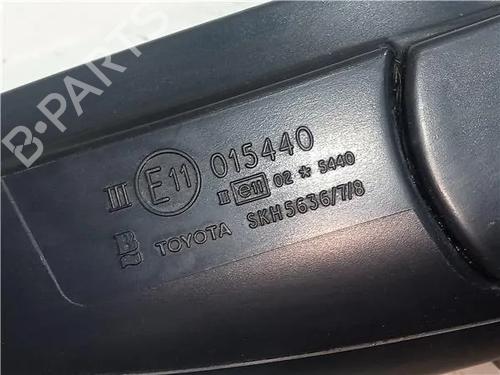 B-PARTS
III E11 015440
II e11 02 * 5440
TOYOTA SKH5636/7/8